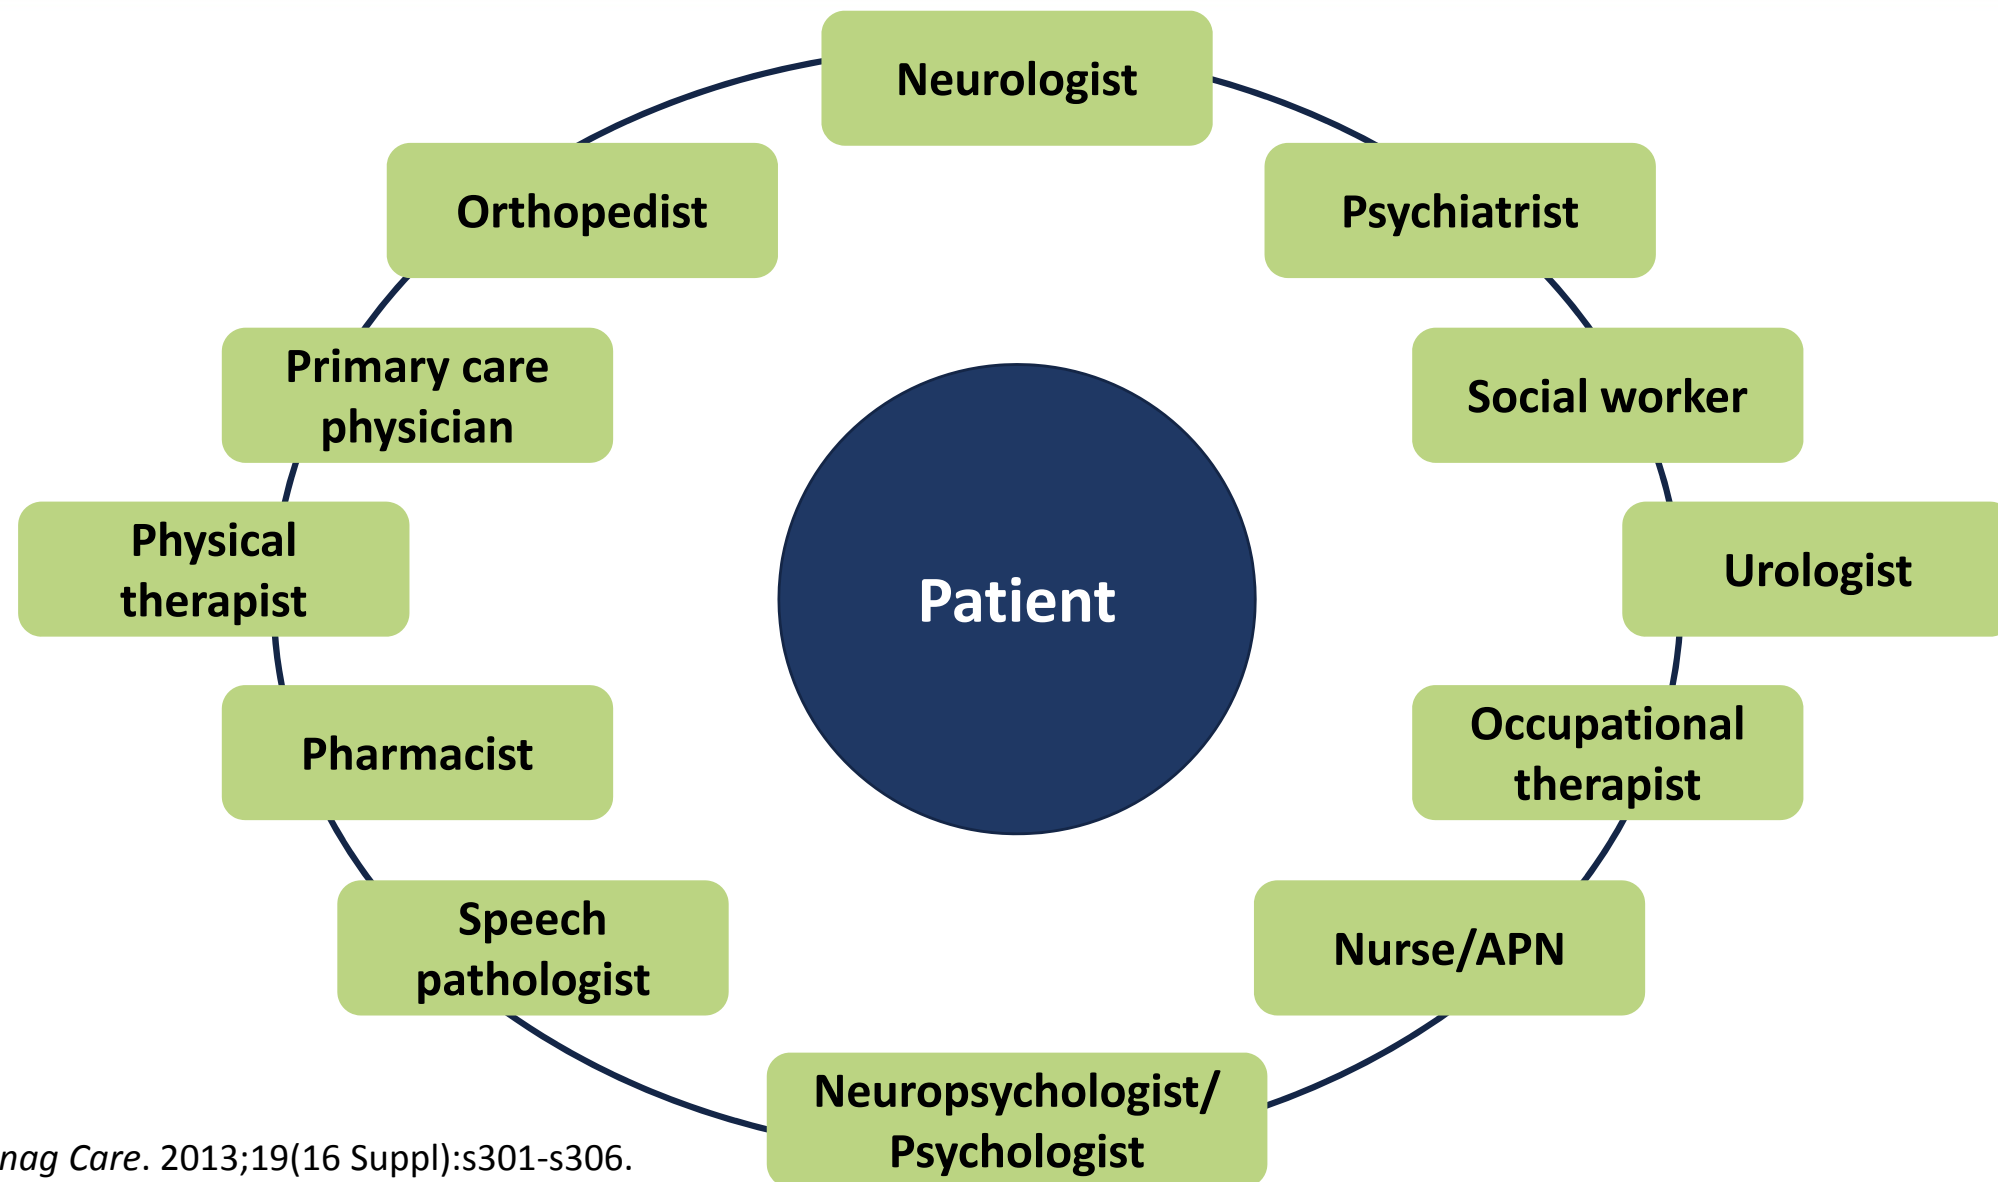 Neurologist
Orthopedist
Psychiatrist
Primary care
physician
Social worker
Physical
therapist
Urologist
Patient
Pharmacist
Occupational
therapist
Speech
pathologist
Nurse/APN
Neuropsychologist/
Psychologist
nag Care. 2013;19(16 Suppl):s301-s306.